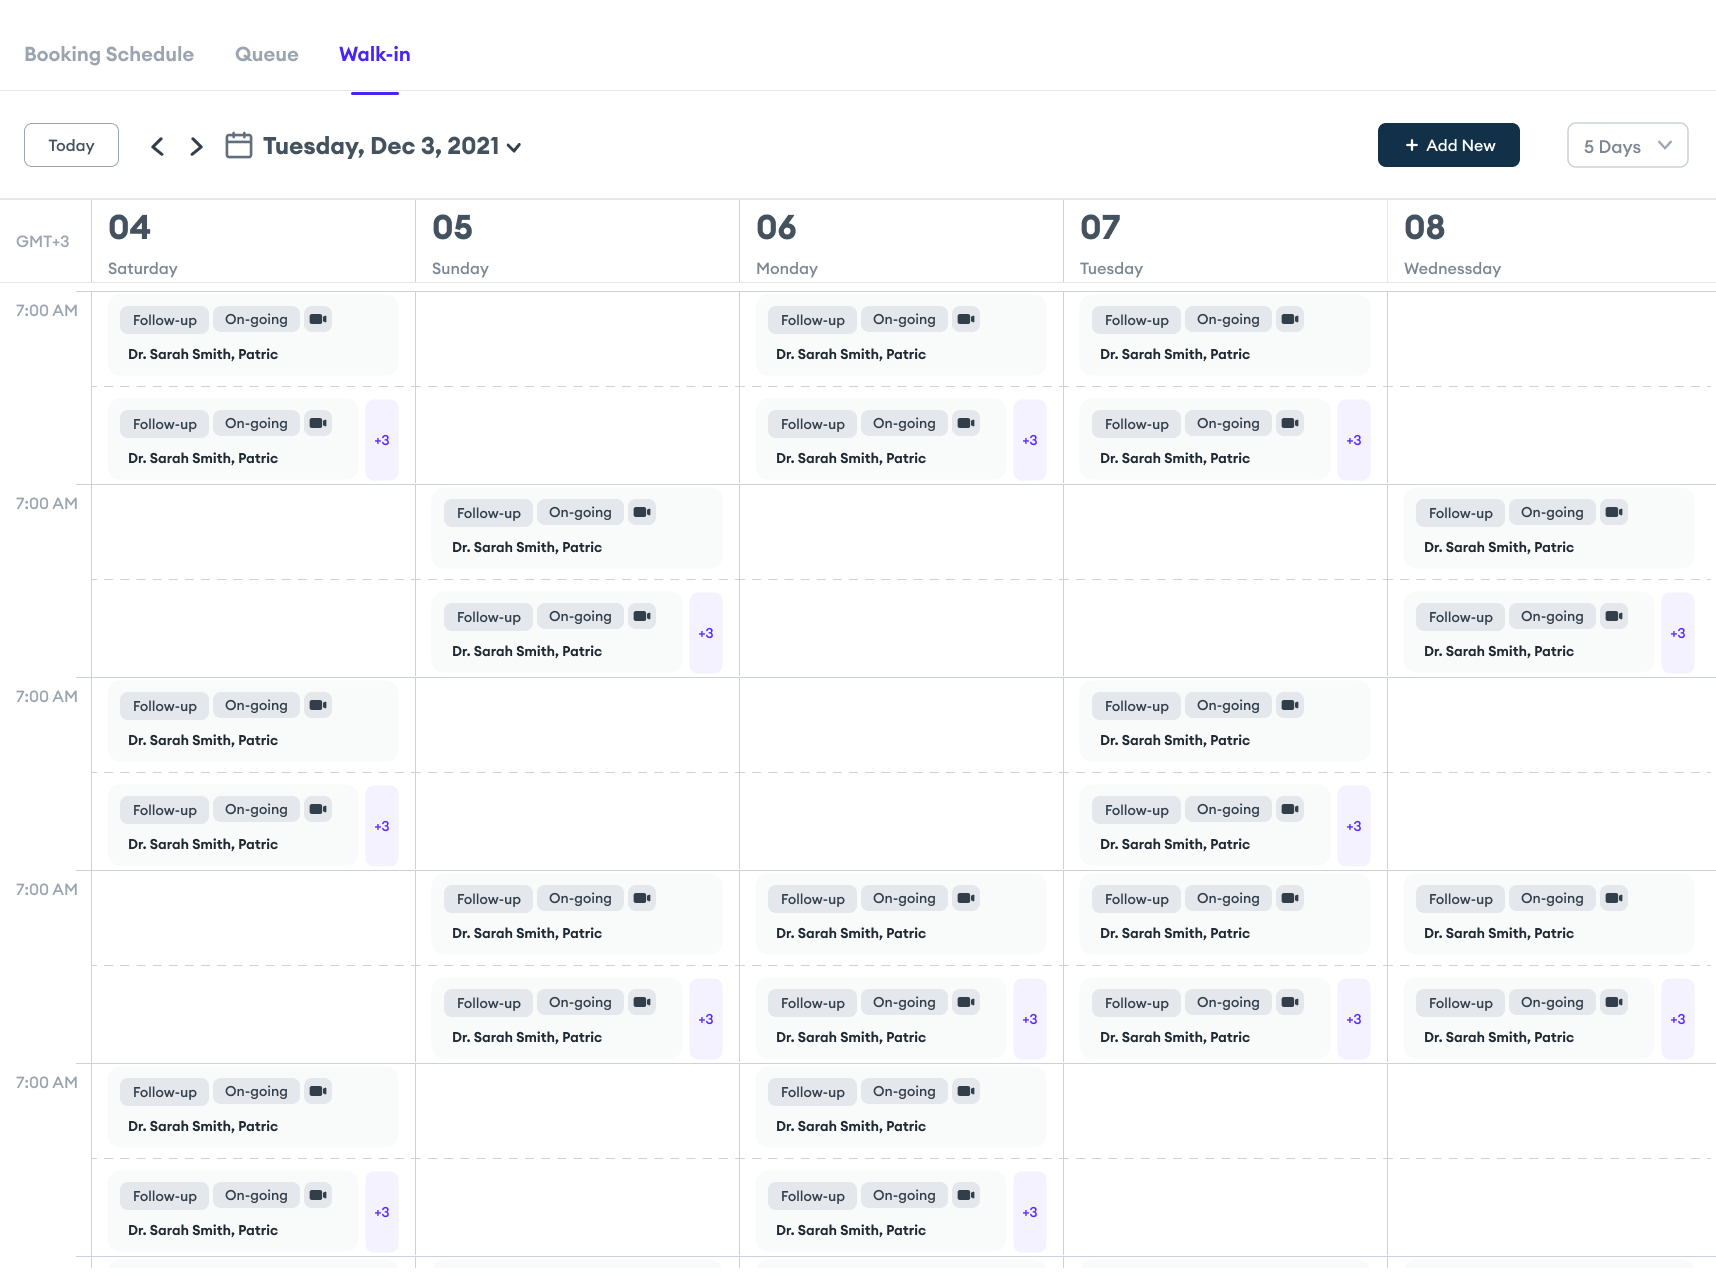 Booking Schedule Queue Walk-in
Today Tuesday, Dec 3, 2021 + Add New 5 Days
GMT+3 04 05 06 07 08
Saturday Sunday Monday Tuesday Wednessday
7:00 AM
Follow-up On-going Follow-up On-going Follow-up On-going
Dr. Sarah Smith, Patric Dr. Sarah Smith, Patric Dr. Sarah Smith, Patric
Follow-up On-going +3 Follow-up On-going +3 Follow-up On-going +3
Dr. Sarah Smith, Patric Dr. Sarah Smith, Patric Dr. Sarah Smith, Patric
7:00 AM
Follow-up On-going Follow-up On-going
Dr. Sarah Smith, Patric Dr. Sarah Smith, Patric
Follow-up On-going +3 Follow-up On-going +3
Dr. Sarah Smith, Patric Dr. Sarah Smith, Patric
7:00 AM
Follow-up On-going Follow-up On-going
Dr. Sarah Smith, Patric Dr. Sarah Smith, Patric
Follow-up On-going +3 Follow-up On-going +3
Dr. Sarah Smith, Patric Dr. Sarah Smith, Patric
7:00 AM
Follow-up On-going Follow-up On-going Follow-up On-going Follow-up On-going
Dr. Sarah Smith, Patric Dr. Sarah Smith, Patric Dr. Sarah Smith, Patric Dr. Sarah Smith, Patric
Follow-up On-going +3 Follow-up On-going +3 Follow-up On-going +3 Follow-up On-going +3
Dr. Sarah Smith, Patric Dr. Sarah Smith, Patric Dr. Sarah Smith, Patric Dr. Sarah Smith, Patric
7:00 AM
Follow-up On-going Follow-up On-going
Dr. Sarah Smith, Patric Dr. Sarah Smith, Patric
Follow-up On-going +3 Follow-up On-going +3
Dr. Sarah Smith, Patric Dr. Sarah Smith, Patric